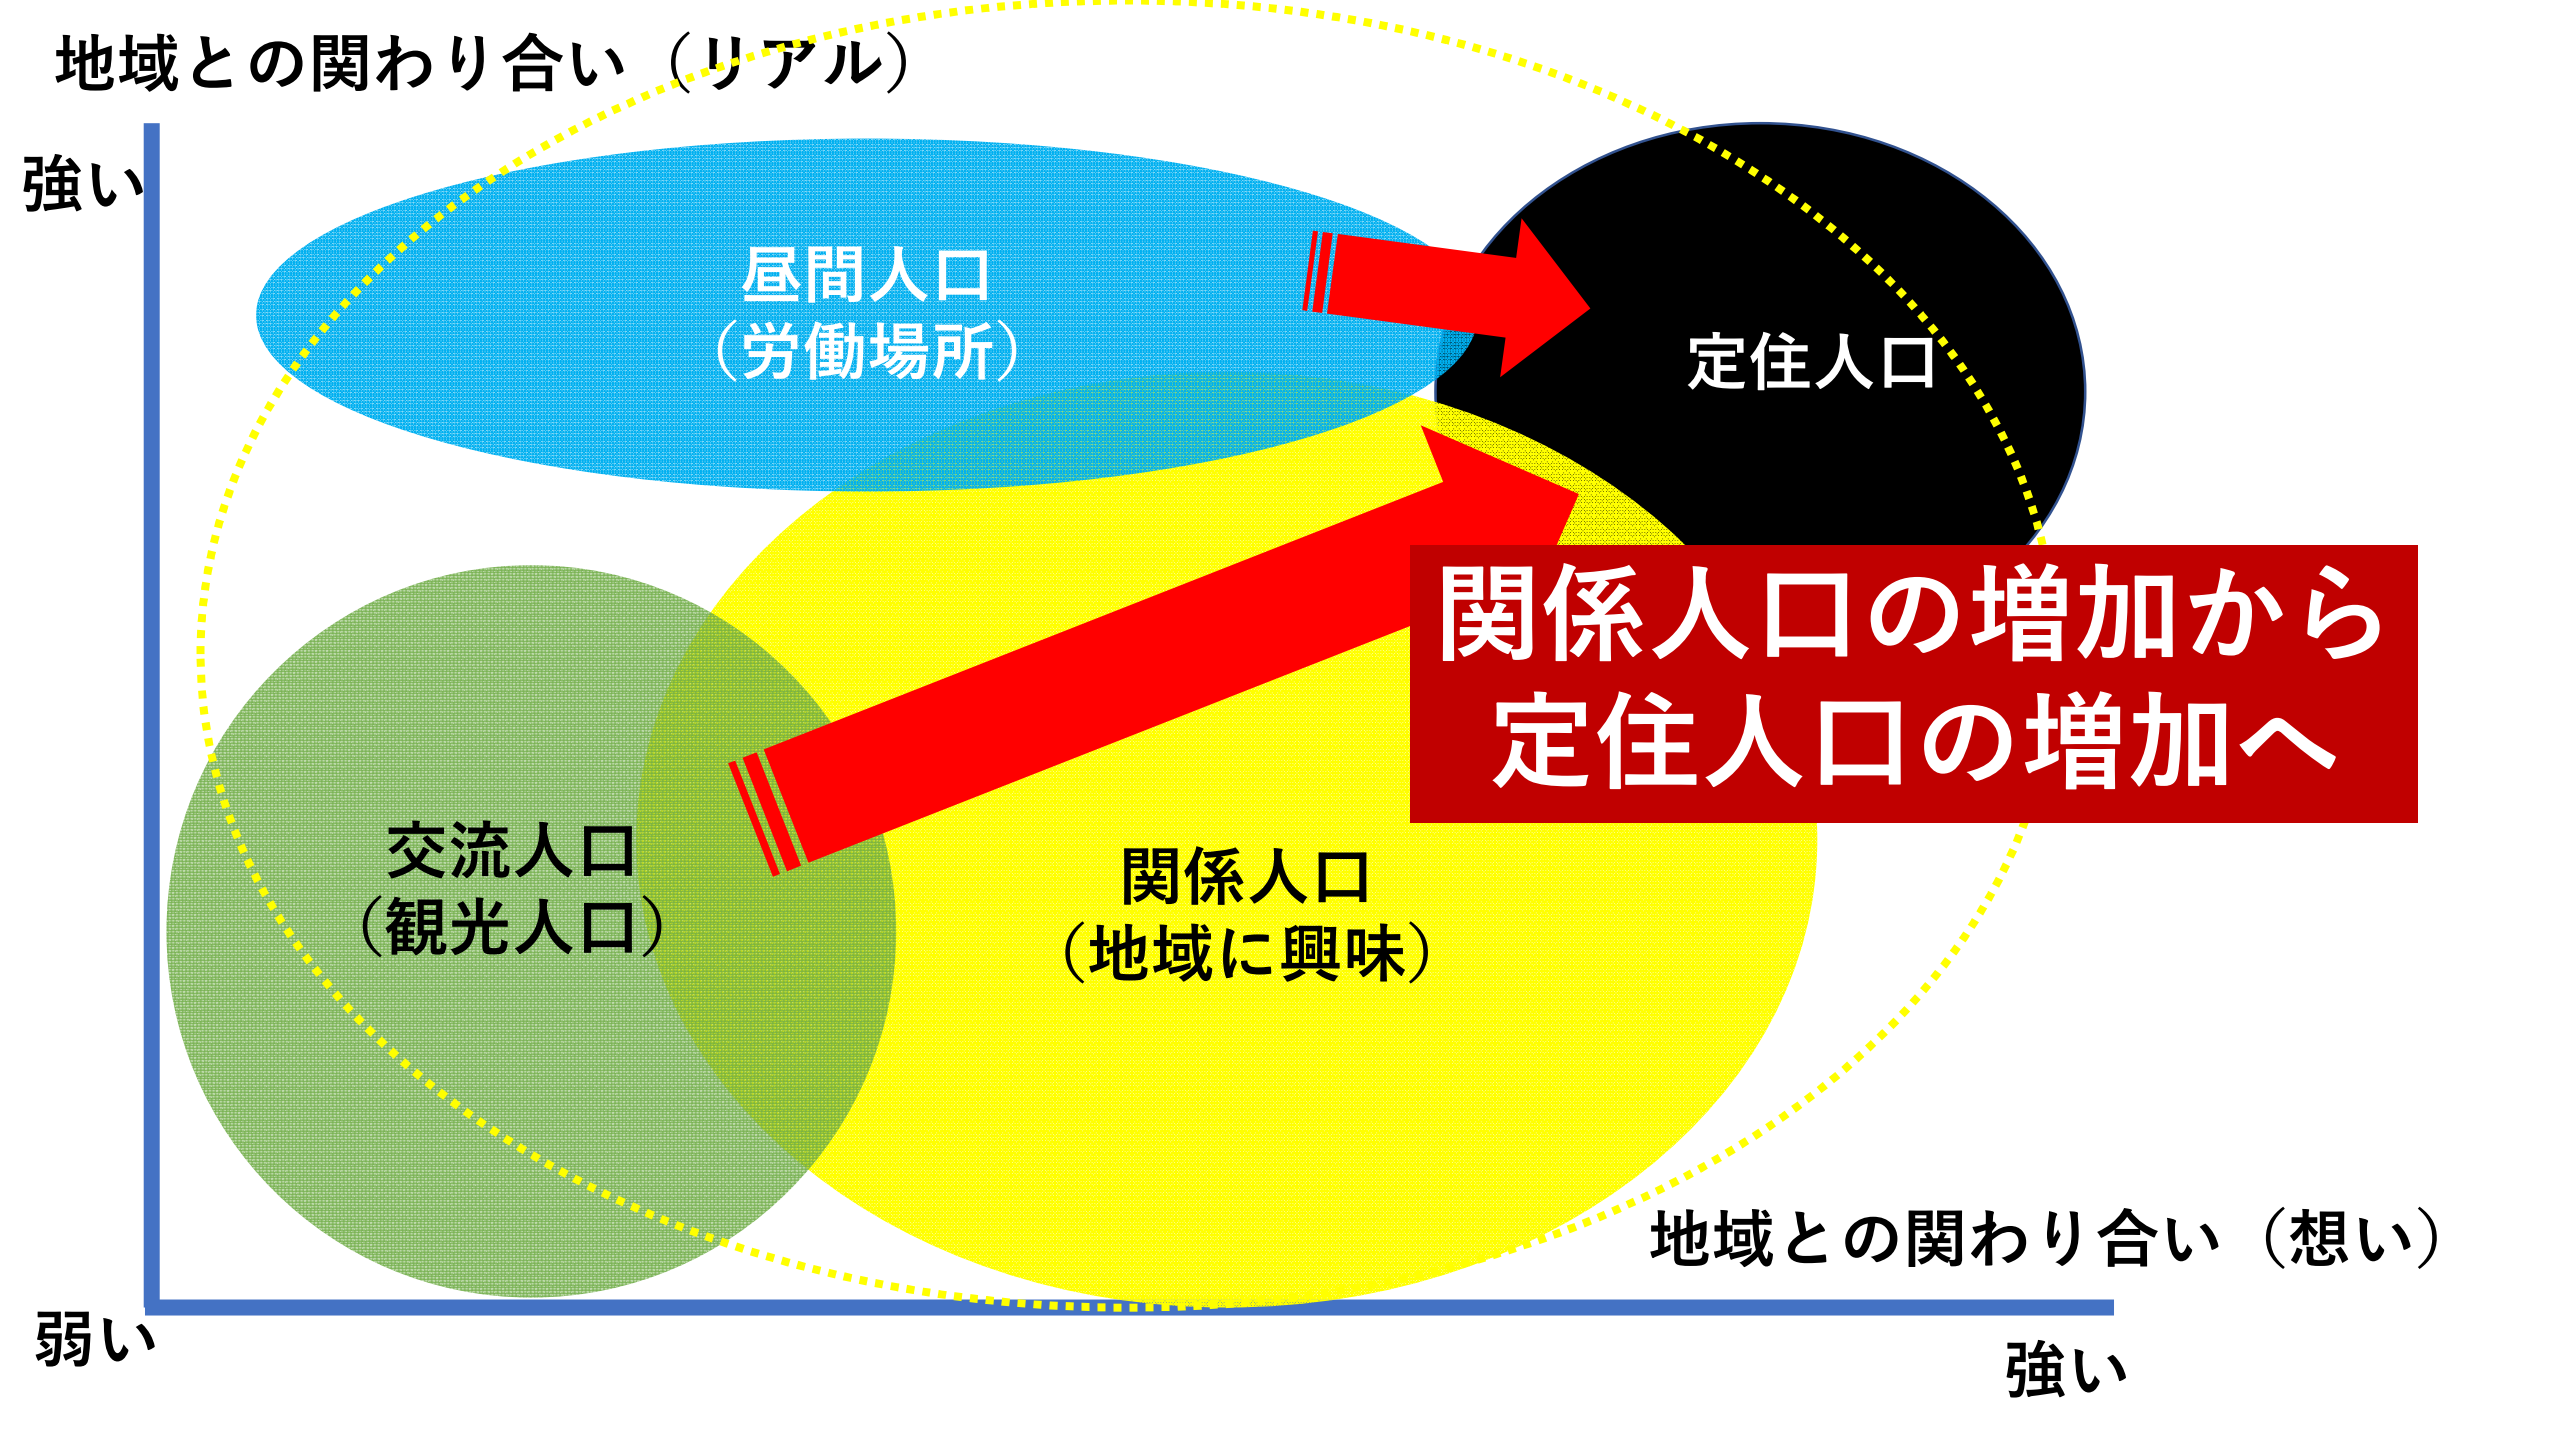 地域との関わり合い（リアル）
強い
昼間人口
（労働場所）
定住人口
関係人口の増加から
定住人口の増加へ
交流人口
（観光人口）
関係人口
（地域に興味）
地域との関わり合い（想い）
弱い
強い